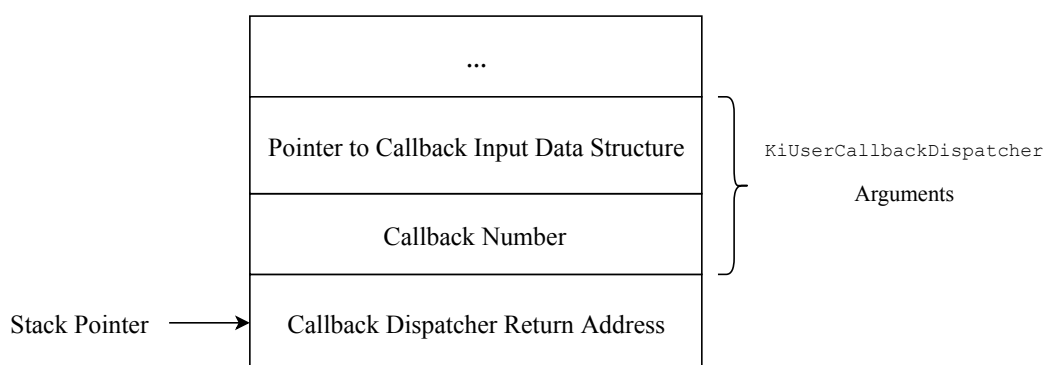 ...
Pointer to Callback Input Data Structure
KiUserCallbackDispatcher
Arguments
Callback Number
Stack Pointer
Callback Dispatcher Return Address